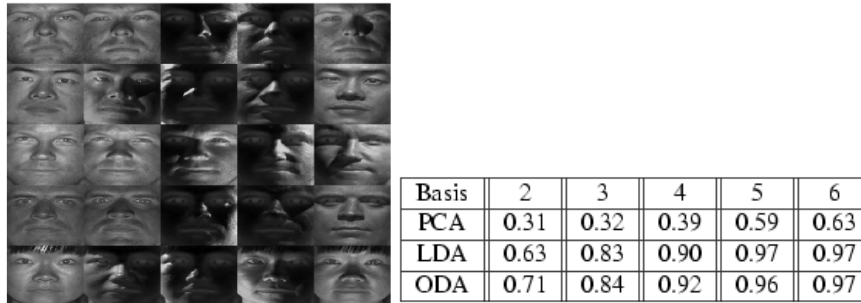 Basis 2 3 4 5 6
PCA 0.31 0.32 0.39 0.59 0.63
LDA 0.63 0.83 0.90 0.97 0.97
ODA 0.71 0.84 0.92 0.96 0.97